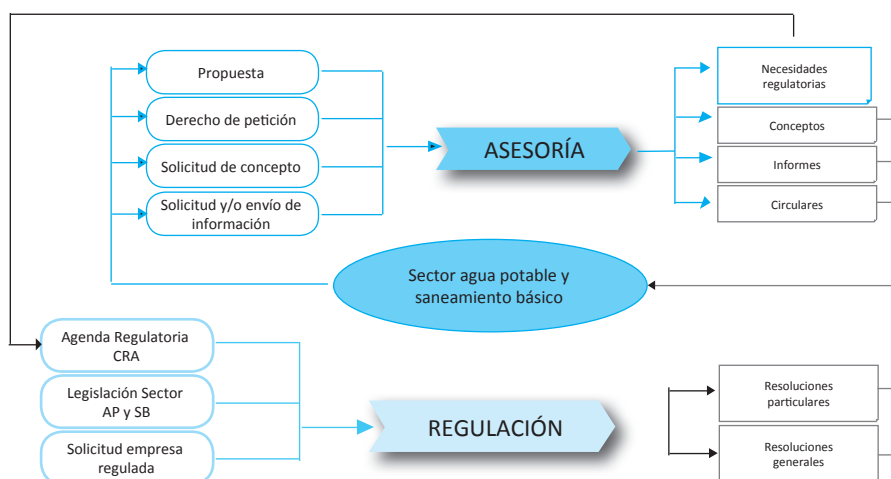 Propuesta
Derecho de petición
Solicitud de concepto
Solicitud y/o envío de
información
ASESORÍA
Necesidades
regulatorias
Conceptos
Informes
Circulares
Sector agua potable y
saneamiento básico
Agenda Regulatoria
CRA
Legislación Sector
AP y SB
Solicitud empresa
regulada
REGULACIÓN
Resoluciones
particulares
Resoluciones
generales